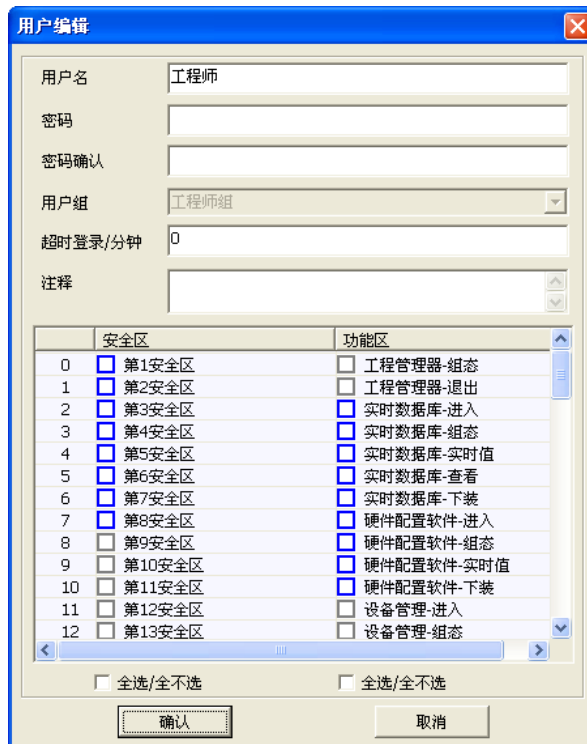 用户编辑
用户名 工程师
密码
密码确认
用户组 工程师组
超时登录/分钟 0
注释
安全区 功能区
0 第1安全区 工程管理器-组态
1 第2安全区 工程管理器-退出
2 第3安全区 实时数据库-进入
3 第4安全区 实时数据库-组态
4 第5安全区 实时数据库-实时值
5 第6安全区 实时数据库-查看
6 第7安全区 实时数据库-下装
7 第8安全区 硬件配置软件-进入
8 第9安全区 硬件配置软件-组态
9 第10安全区 硬件配置软件-实时值
10 第11安全区 硬件配置软件-下装
11 第12安全区 设备管理-进入
12 第13安全区 设备管理-组态
全选/全不选 全选/全不选
确认 取消